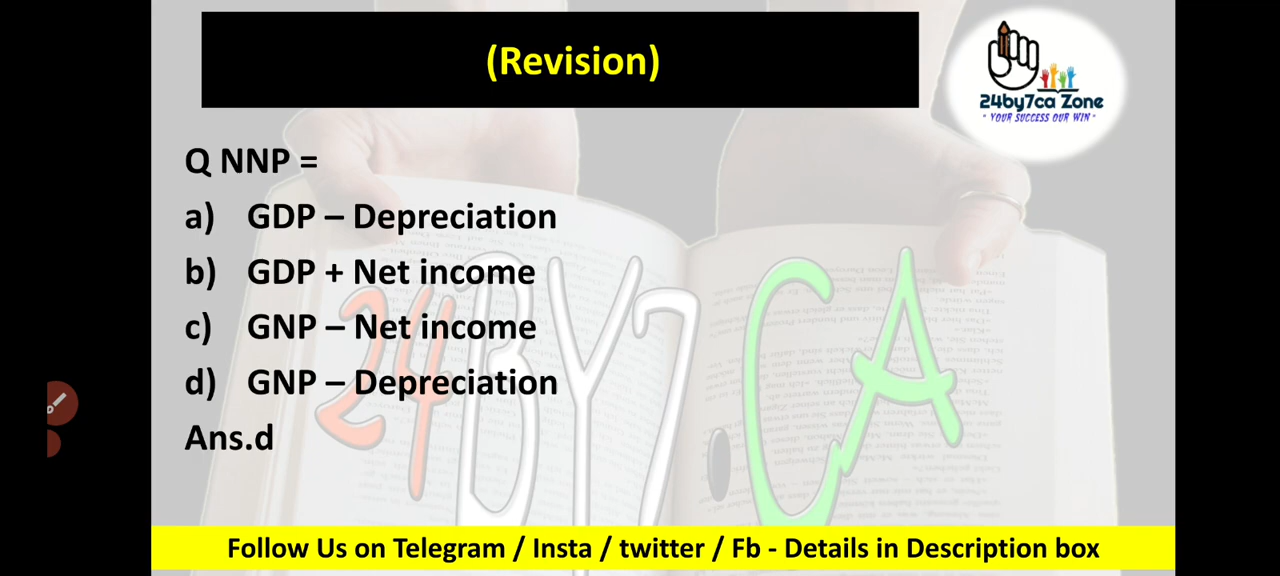 (Revision)
24by7ca Zone
" YOUR SUCCESS OUR WIN "
Q NNP =
a) GDP – Depreciation
b) GDP + Net income
c) GNP – Net income
d) GNP – Depreciation
Ans.d
24BY7.CA
Follow Us on Telegram / Insta / twitter / Fb - Details in Description box